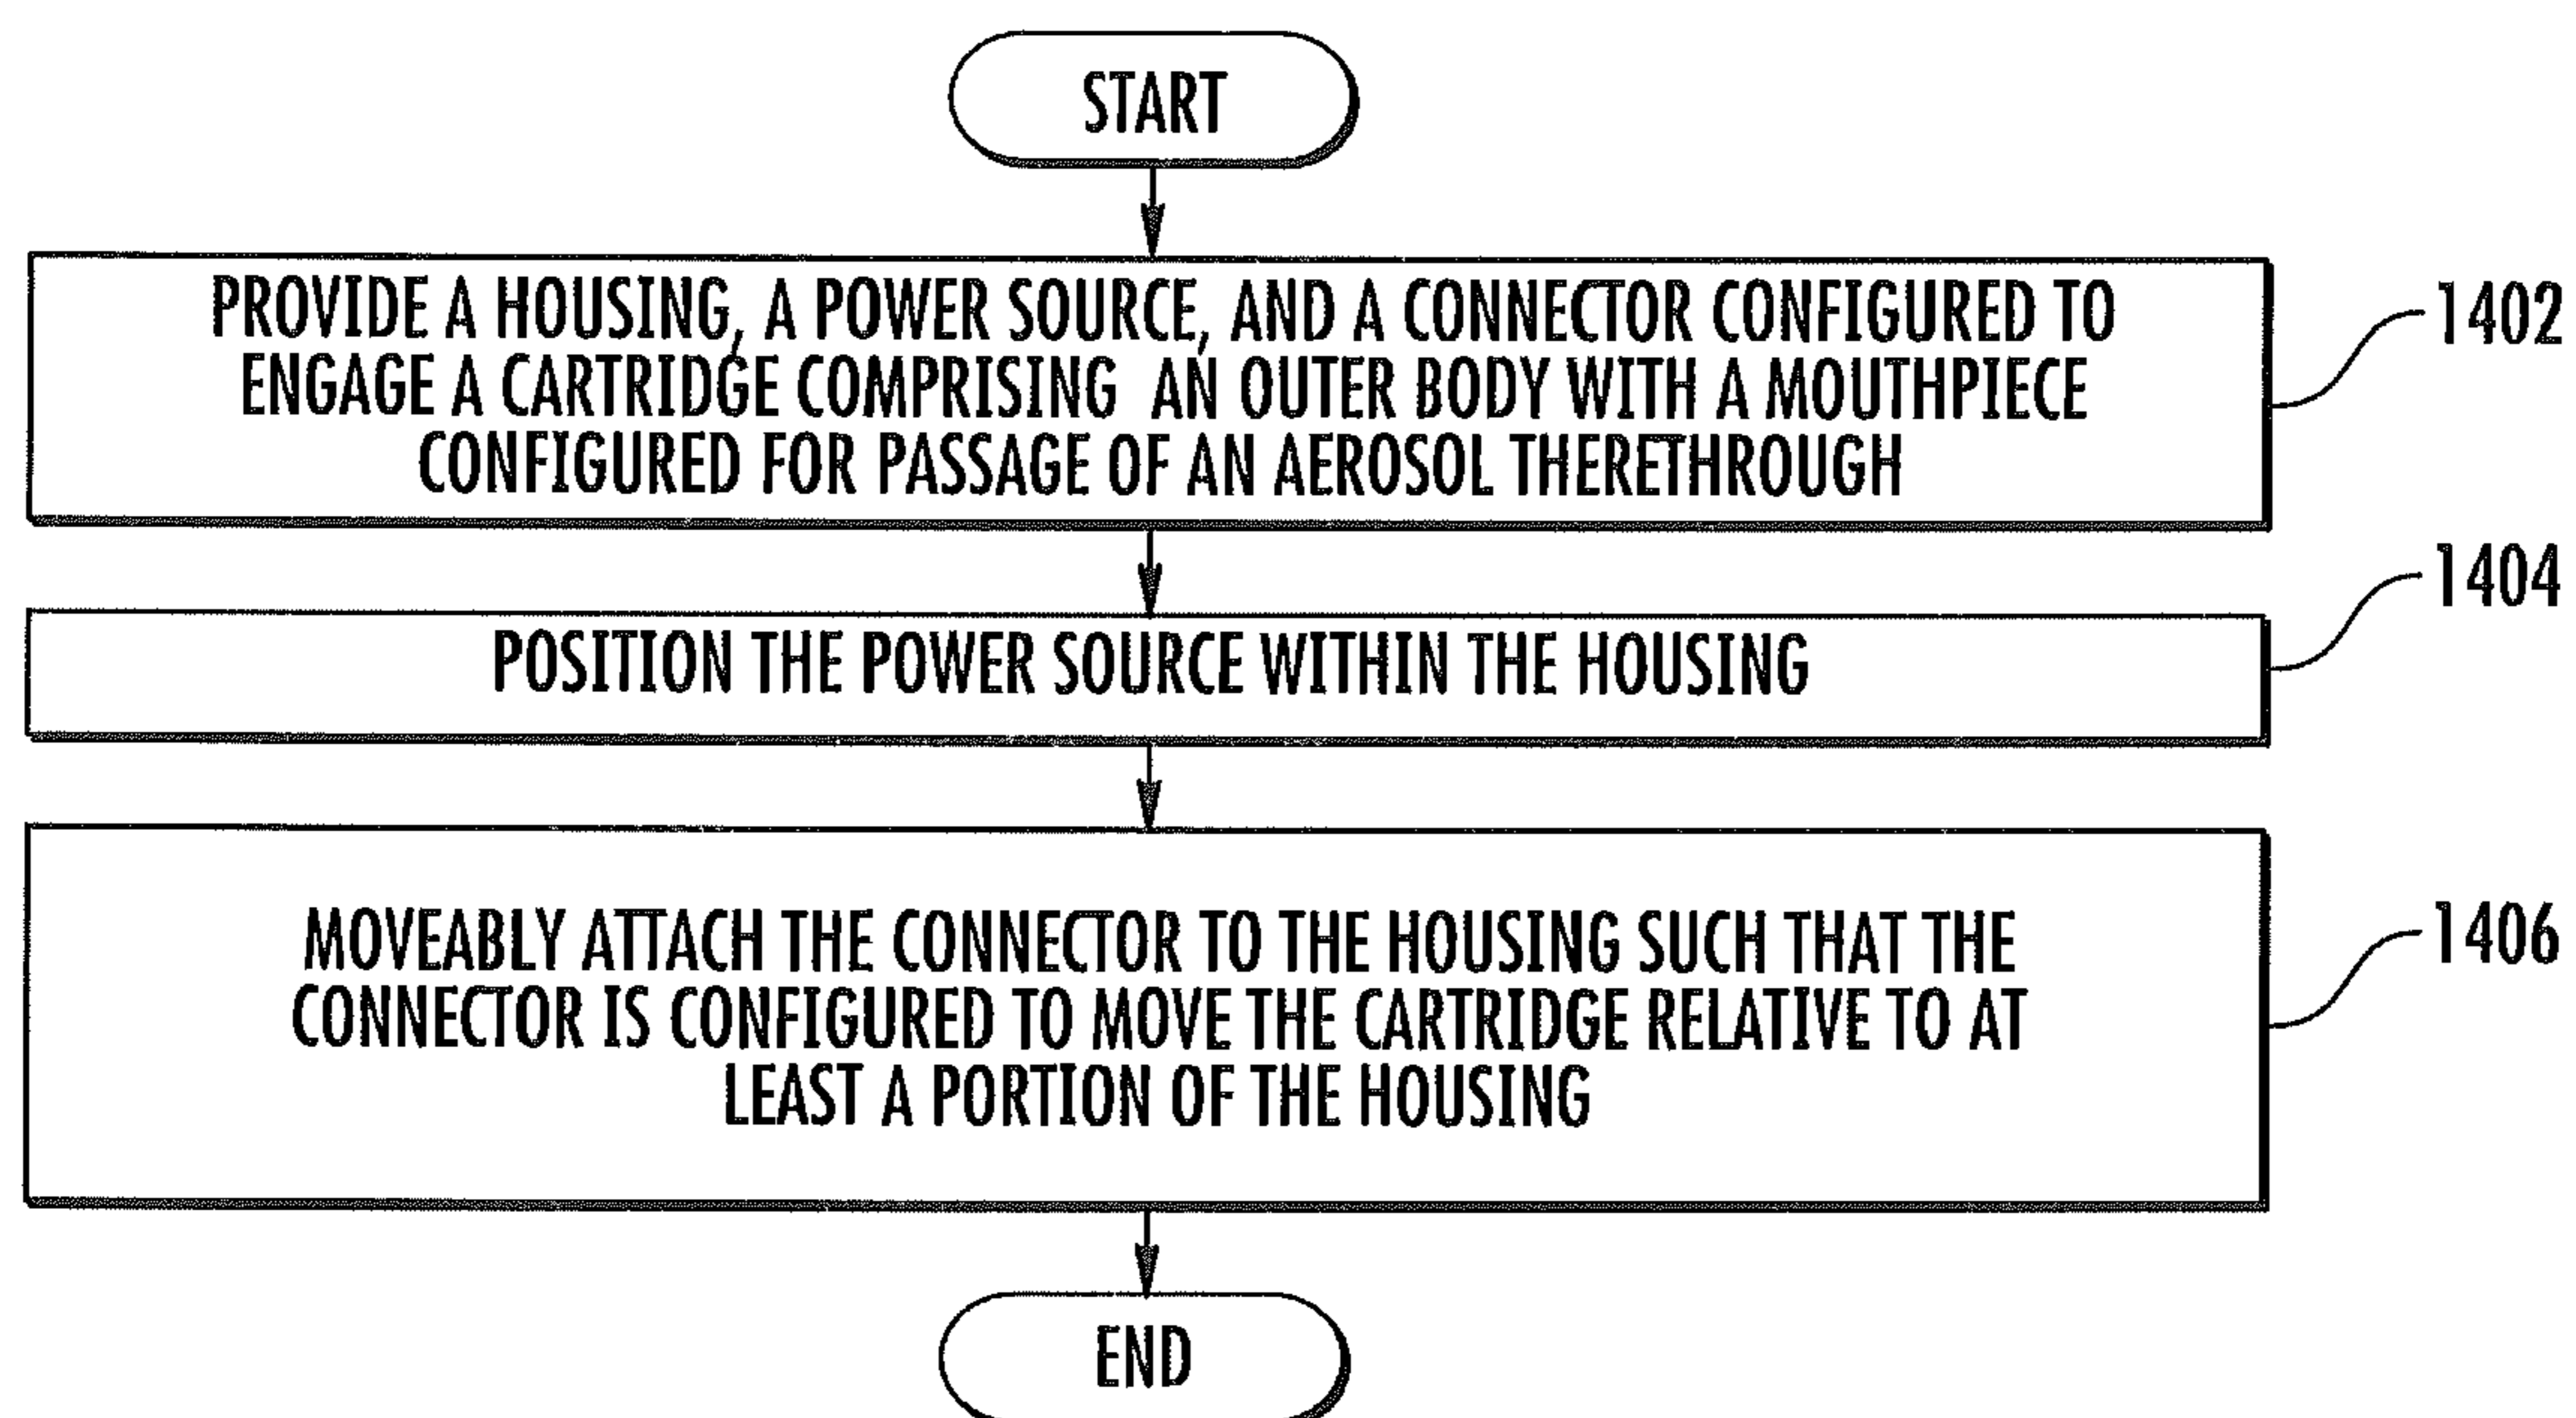 START
PROVIDE A HOUSING, A POWER SOURCE, AND A CONNECTOR CONFIGURED TO
ENGAGE A CARTRIDGE COMPRISING AN OUTER BODY WITH A MOUTHPIECE
CONFIGURED FOR PASSAGE OF AN AEROSOL THERETHROUGH
1402
POSITION THE POWER SOURCE WITHIN THE HOUSING
1404
MOVEABLY ATTACH THE CONNECTOR TO THE HOUSING SUCH THAT THE
CONNECTOR IS CONFIGURED TO MOVE THE CARTRIDGE RELATIVE TO AT
LEAST A PORTION OF THE HOUSING
1406
END